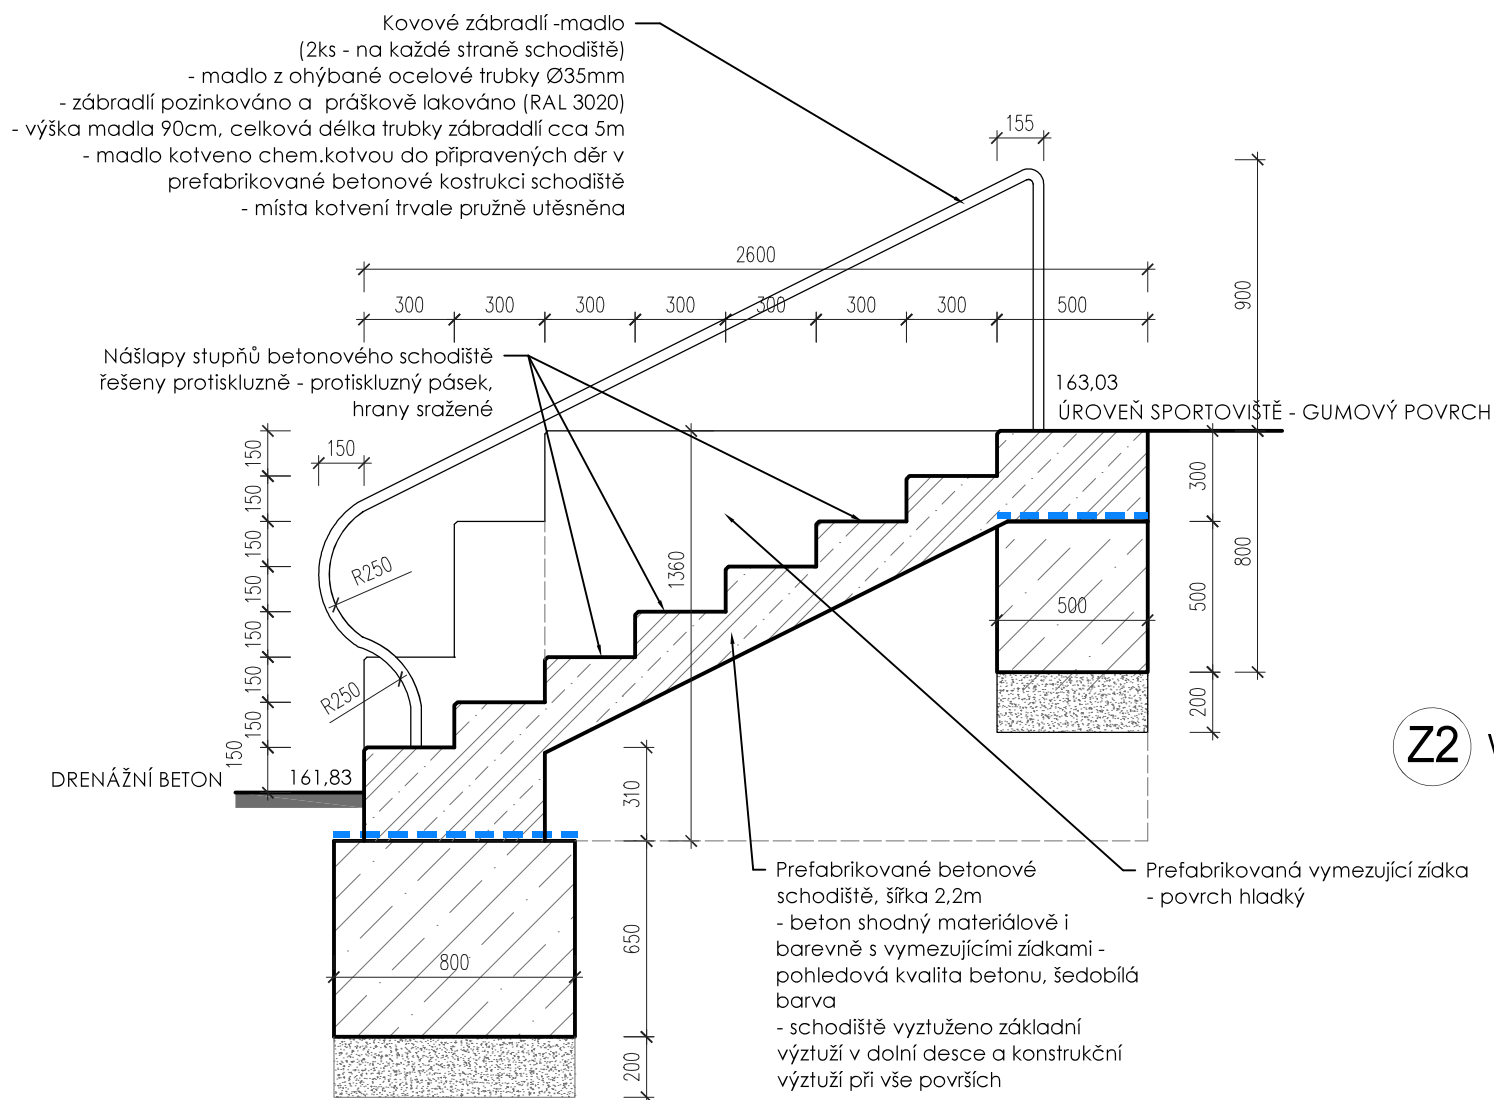 Kovové zábradlí -madlo
(2ks - na každé straně schodiště)
- madlo z ohýbané ocelové trubky Ø35mm
- zábradlí pozinkováno a  práškově lakováno (RAL 3020)
- výška madla 90cm, celková délka trubky zábraddlí cca 5m
- madlo kotveno chem.kotvou do připravených děr v
prefabrikované betonové kostrukci schodiště
- místa kotvení trvale pružně utěsněna
155
2600
300 300 300 300 300 300 300 500
900
Nášlapy stupňů betonového schodiště
řešeny protiskluzně - protiskluzný pásek,
hrany sražené
163,03
ÚROVEŇ SPORTOVIŠTĚ - GUMOVÝ POVRCH
150
150
150
150
150
150
150
150
150
R250
R250
1360
300
500
800
500
200
DRENÁŽNÍ BETON
161,83
310
650
200
800
Z2 V
Prefabrikované betonové
schodiště, šířka 2,2m
- beton shodný materiálově i
barevně s vymezujícími zídkami -
pohledová kvalita betonu, šedobílá
barva
- schodiště vyztuženo základní
výztuží v dolní desce a konstrukční
výztuží při vše površích
Prefabrikovaná vymezující zídka
- povrch hladký